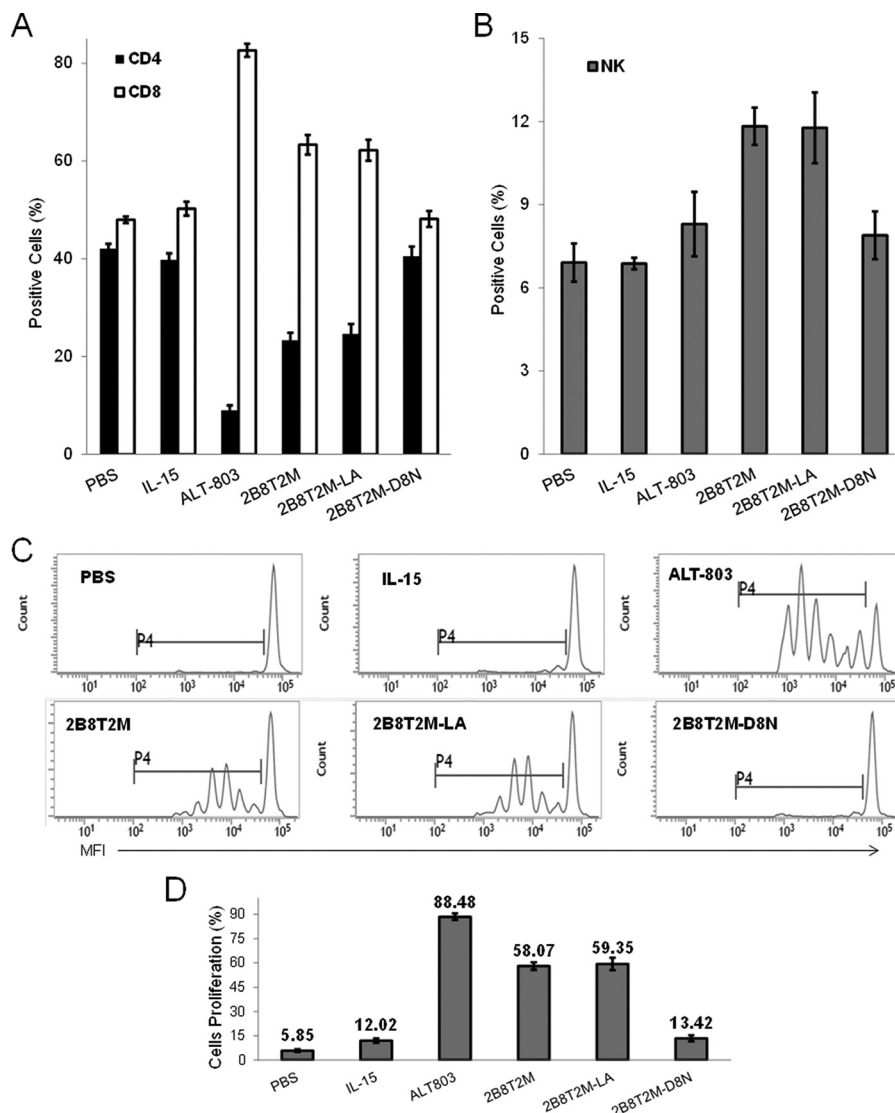 A
Positive Cells (%)
80
60
40
20
0
CD4
CD8
PBS
IL-15
ALT-803
2B8T2M
2B8T2M-LA
2B8T2M-D8N
B
Positive Cells (%)
15
12
9
6
3
0
NK
PBS
IL-15
ALT-803
2B8T2M
2B8T2M-LA
2B8T2M-D8N
C
Count
PBS
P4
10¹ 10² 10³ 10⁴ 10⁵
Count
IL-15
P4
10¹ 10² 10³ 10⁴ 10⁵
Count
ALT-803
P4
10¹ 10² 10³ 10⁴ 10⁵
Count
2B8T2M
P4
10¹ 10² 10³ 10⁴ 10⁵
Count
2B8T2M-LA
P4
10¹ 10² 10³ 10⁴ 10⁵
Count
2B8T2M-D8N
P4
10¹ 10² 10³ 10⁴ 10⁵
MFI
D
Cells Proliferation (%)
90
75
60
45
30
15
0
5.85
12.02
88.48
58.07
59.35
13.42
PBS
IL-15
ALT803
2B8T2M
2B8T2M-LA
2B8T2M-D8N